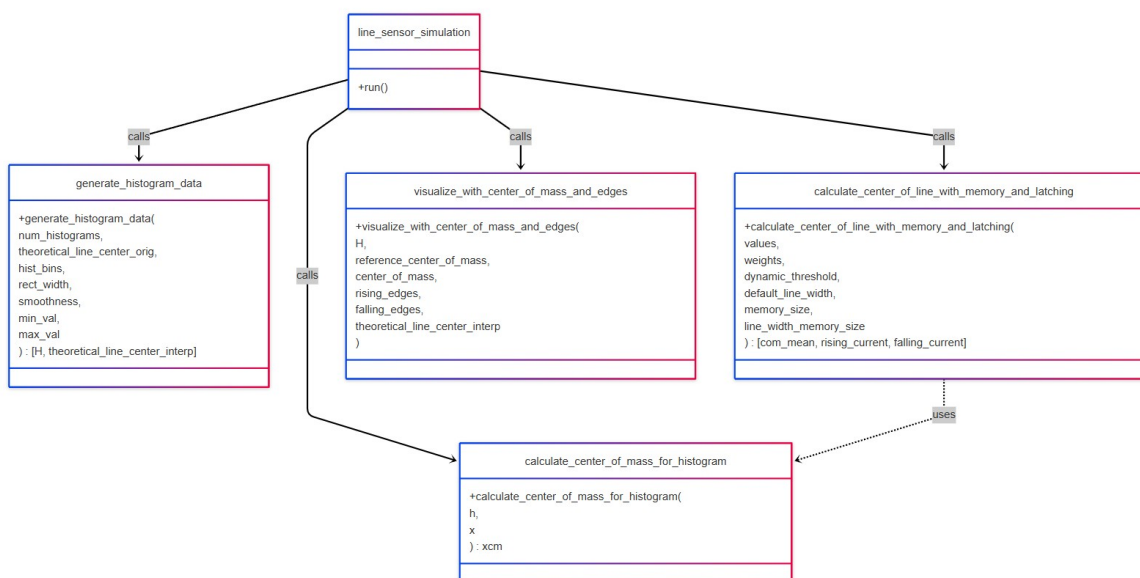 line_sensor_simulation
+run()
calls
calls
calls
calls
generate_histogram_data
+generate_histogram_data(
num_histograms,
theoretical_line_center_orig,
hist_bins,
rect_width,
smoothness,
min_val,
max_val
) : [H, theoretical_line_center_interp]
visualize_with_center_of_mass_and_edges
+visualize_with_center_of_mass_and_edges(
H,
reference_center_of_mass,
center_of_mass,
rising_edges,
falling_edges,
theoretical_line_center_interp
)
calculate_center_of_line_with_memory_and_latching
+calculate_center_of_line_with_memory_and_latching(
values,
weights,
dynamic_threshold,
default_line_width,
memory_size,
line_width_memory_size
) : [com_mean, rising_current, falling_current]
uses
calculate_center_of_mass_for_histogram
+calculate_center_of_mass_for_histogram(
h,
x
) : xcm